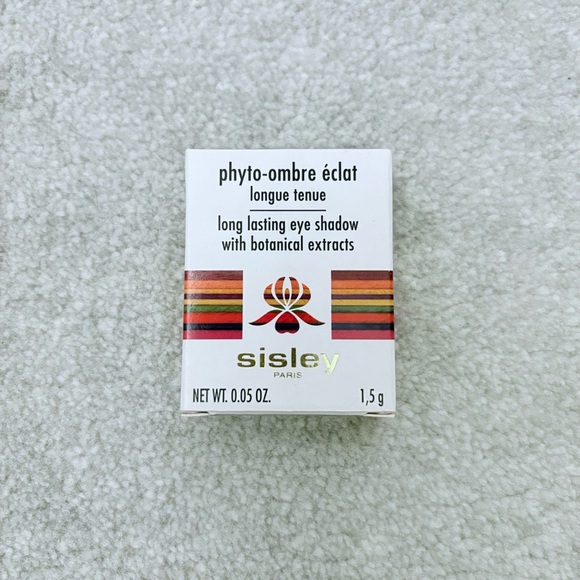 phyto-ombre éclat
longue tenue
long lasting eye shadow
with botanical extracts
sisley
PARIS
NET WT. 0.05 OZ. 1,5 g